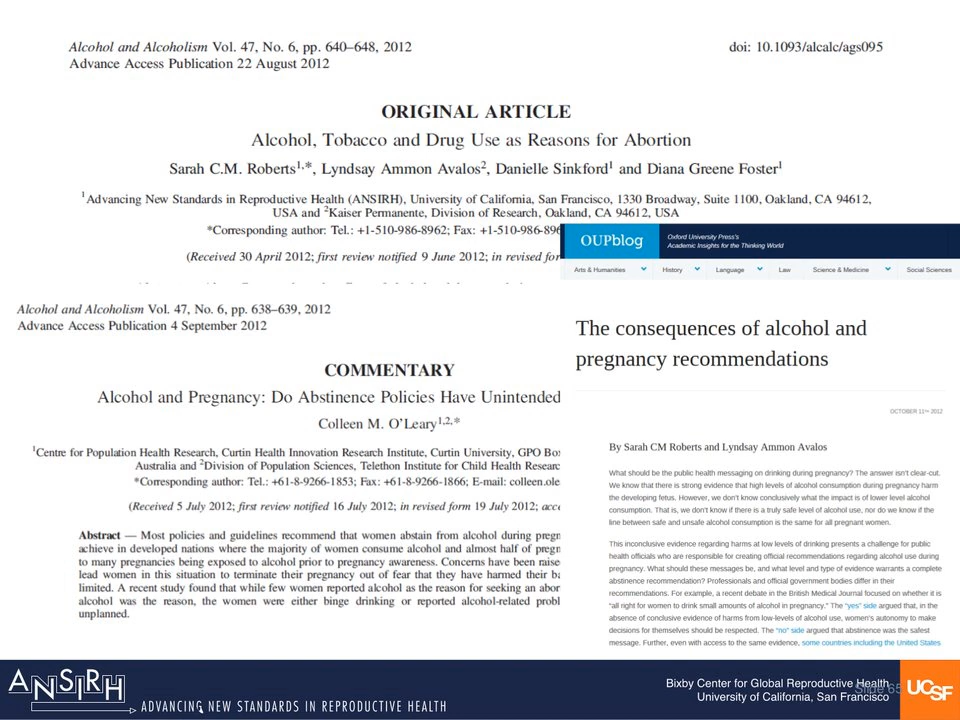 Alcohol and Alcoholism Vol. 47, No. 6, pp. 640–648, 2012
doi: 10.1093/alcalc/ags095
Advance Access Publication 22 August 2012
ORIGINAL ARTICLE
Alcohol, Tobacco and Drug Use as Reasons for Abortion
Sarah C.M. Roberts1,*, Lyndsay Ammon Avalos2, Danielle Sinkford1 and Diana Greene Foster1
1Advancing New Standards in Reproductive Health (ANSIRH), University of California, San Francisco, 1330 Broadway, Suite 1100, Oakland, CA 94612,
USA and 2Kaiser Permanente, Division of Research, Oakland, CA 94612, USA
*Corresponding author: Tel.: +1-510-986-8962; Fax: +1-510-986-896
(Received 30 April 2012; first review notified 9 June 2012; in revised for
Alcohol and Alcoholism Vol. 47, No. 6, pp. 638–639, 2012
Advance Access Publication 4 September 2012
COMMENTARY
Alcohol and Pregnancy: Do Abstinence Policies Have Unintended
Colleen M. O'Leary1,2,*
1Centre for Population Health Research, Curtin Health Innovation Research Institute, Curtin University, GPO Bo
Australia and 2Division of Population Sciences, Telethon Institute for Child Health Researc
*Corresponding author: Tel.: +61-8-9266-1853; Fax: +61-8-9266-1866; E-mail: colleen.ole
(Received 5 July 2012; first review notified 16 July 2012; in revised form 19 July 2012; acce
Abstract — Most policies and guidelines recommend that women abstain from alcohol during pregn
achieve in developed nations where the majority of women consume alcohol and almost half of pregn
to many pregnancies being exposed to alcohol prior to pregnancy awareness. Concerns have been raise
lead women in this situation to terminate their pregnancy out of fear that they have harmed their ba
limited. A recent study found that while few women reported alcohol as the reason for seeking an abor
alcohol was the reason, the women were either binge drinking or reported alcohol-related probl
unplanned.
OUPblog
Oxford University Press's
Academic Insights for the Thinking World
Arts & Humanities History Language Law Science & Medicine Social Sciences
The consequences of alcohol and
pregnancy recommendations
OCTOBER 11TH 2012
By Sarah CM Roberts and Lyndsay Ammon Avalos
What should be the public health messaging on drinking during pregnancy? The answer isn't clear-cut.
We know that there is strong evidence that high levels of alcohol consumption during pregnancy harm
the developing fetus. However, we don't know conclusively what the impact is of lower level alcohol
consumption. That is, we don't know if there is a truly safe level of alcohol use, nor do we know if the
line between safe and unsafe alcohol consumption is the same for all pregnant women.
This inconclusive evidence regarding harms at low levels of drinking presents a challenge for public
health officials who are responsible for creating official recommendations regarding alcohol use during
pregnancy. What should these messages be, and what level and type of evidence warrants a complete
abstinence recommendation? Professionals and official government bodies differ in their
recommendations. For example, a recent debate in the British Medical Journal focused on whether it is
"all right for women to drink small amounts of alcohol in pregnancy." The "yes" side argued that, in the
absence of conclusive evidence of harms from low-levels of alcohol use, women's autonomy to make
decisions for themselves should be respected. The "no" side argued that abstinence was the safest
message. Further, even with access to the same evidence, some countries including the United States
ANSIRH
ADVANCING NEW STANDARDS IN REPRODUCTIVE HEALTH
Bixby Center for Global Reproductive Health
University of California, San Francisco
Slide 65
UCSF